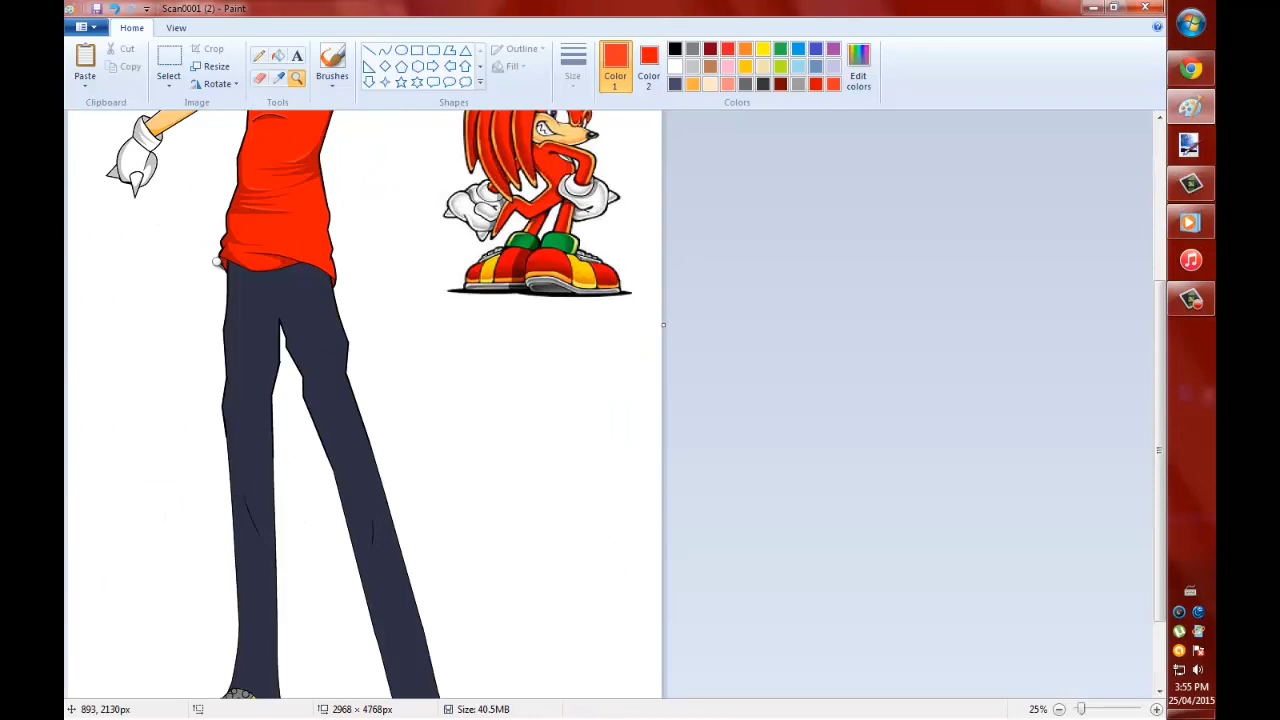 Scan0001 (2) - Paint
Home
View
Paste
Cut
Copy
Clipboard
Select
Crop
Resize
Rotate
Image
Tools
Brushes
Shapes
Outline
Fill
Size
Color 1
Color 2
Edit colors
Colors
893, 2130px
2968 × 4768px
Size: 40.5MB
25%
3:55 PM
25/04/2015